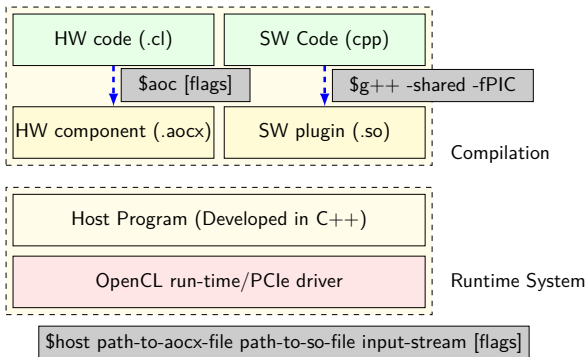 HW code (.cl)
SW Code (cpp)
$aoc [flags]
$g++ -shared -fPIC
HW component (.aocx)
SW plugin (.so)
Compilation
Host Program (Developed in C++)
OpenCL run-time/PCIe driver
Runtime System
$host path-to-aocx-file path-to-so-file input-stream [flags]